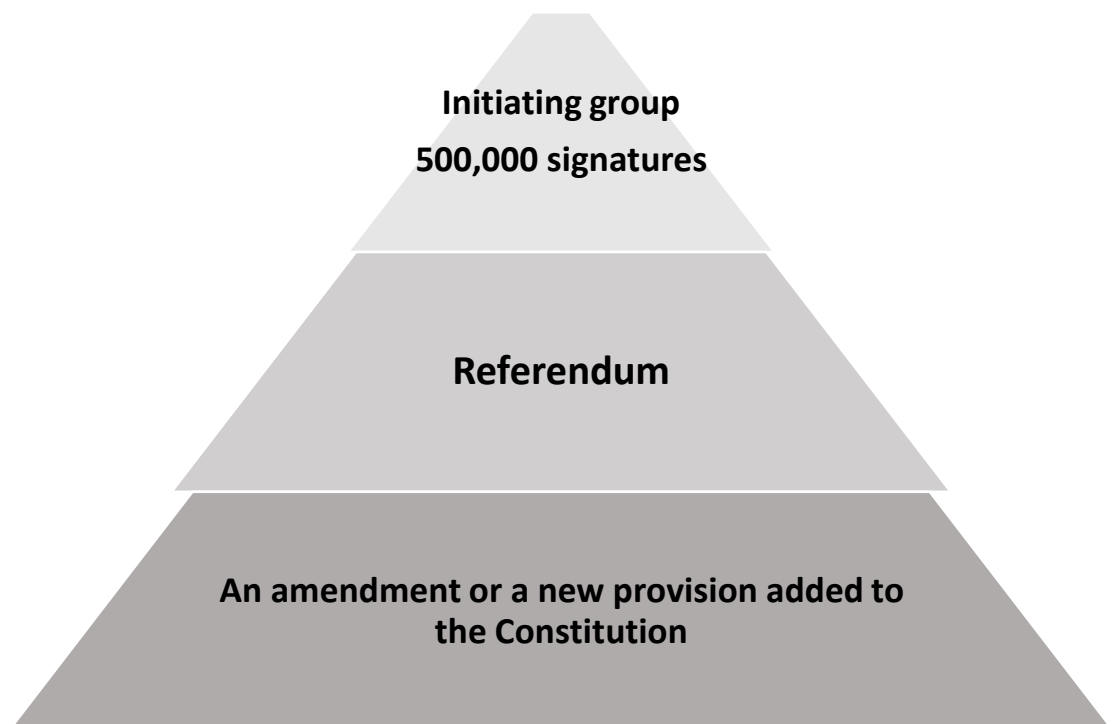 Initiating group
500,000 signatures
Referendum
An amendment or a new provision added to
the Constitution